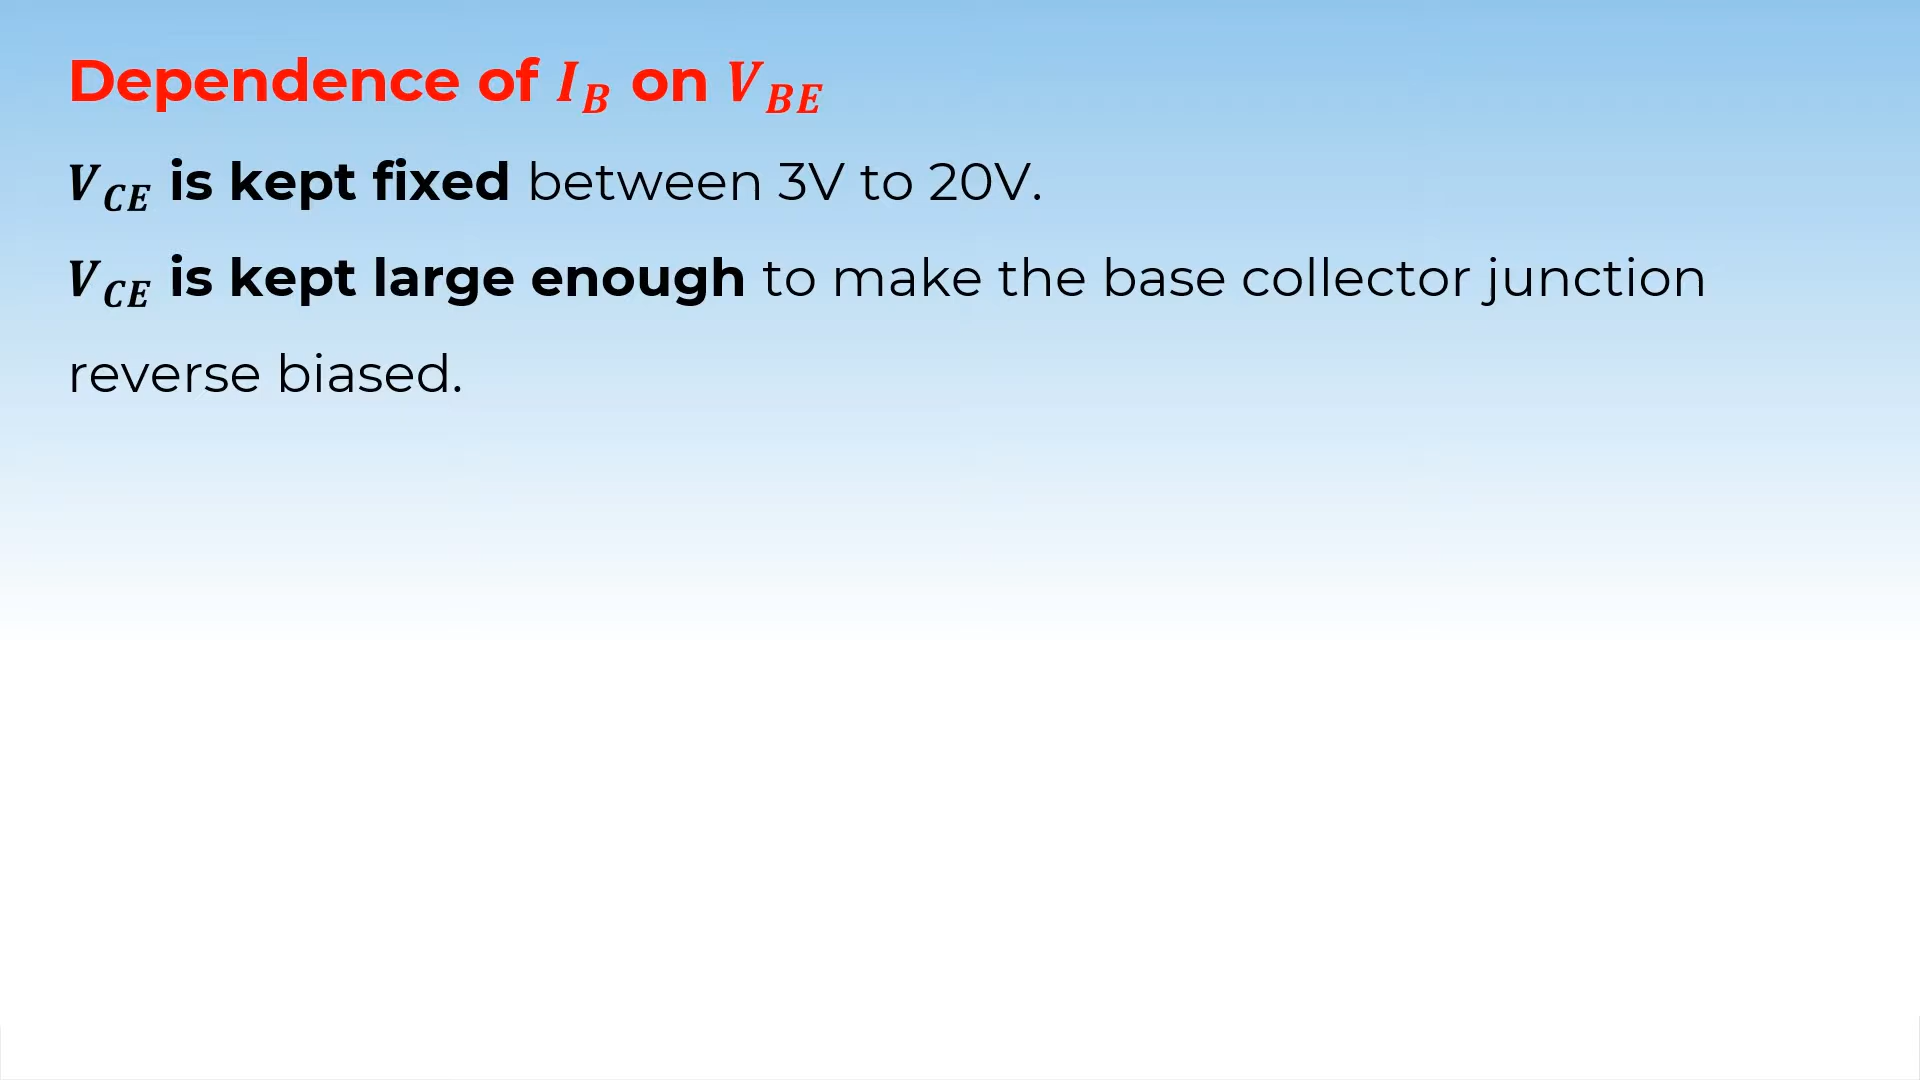 Dependence of I_B on V_BE
V_CE is kept fixed between 3V to 20V.
V_CE is kept large enough to make the base collector junction
reverse biased.